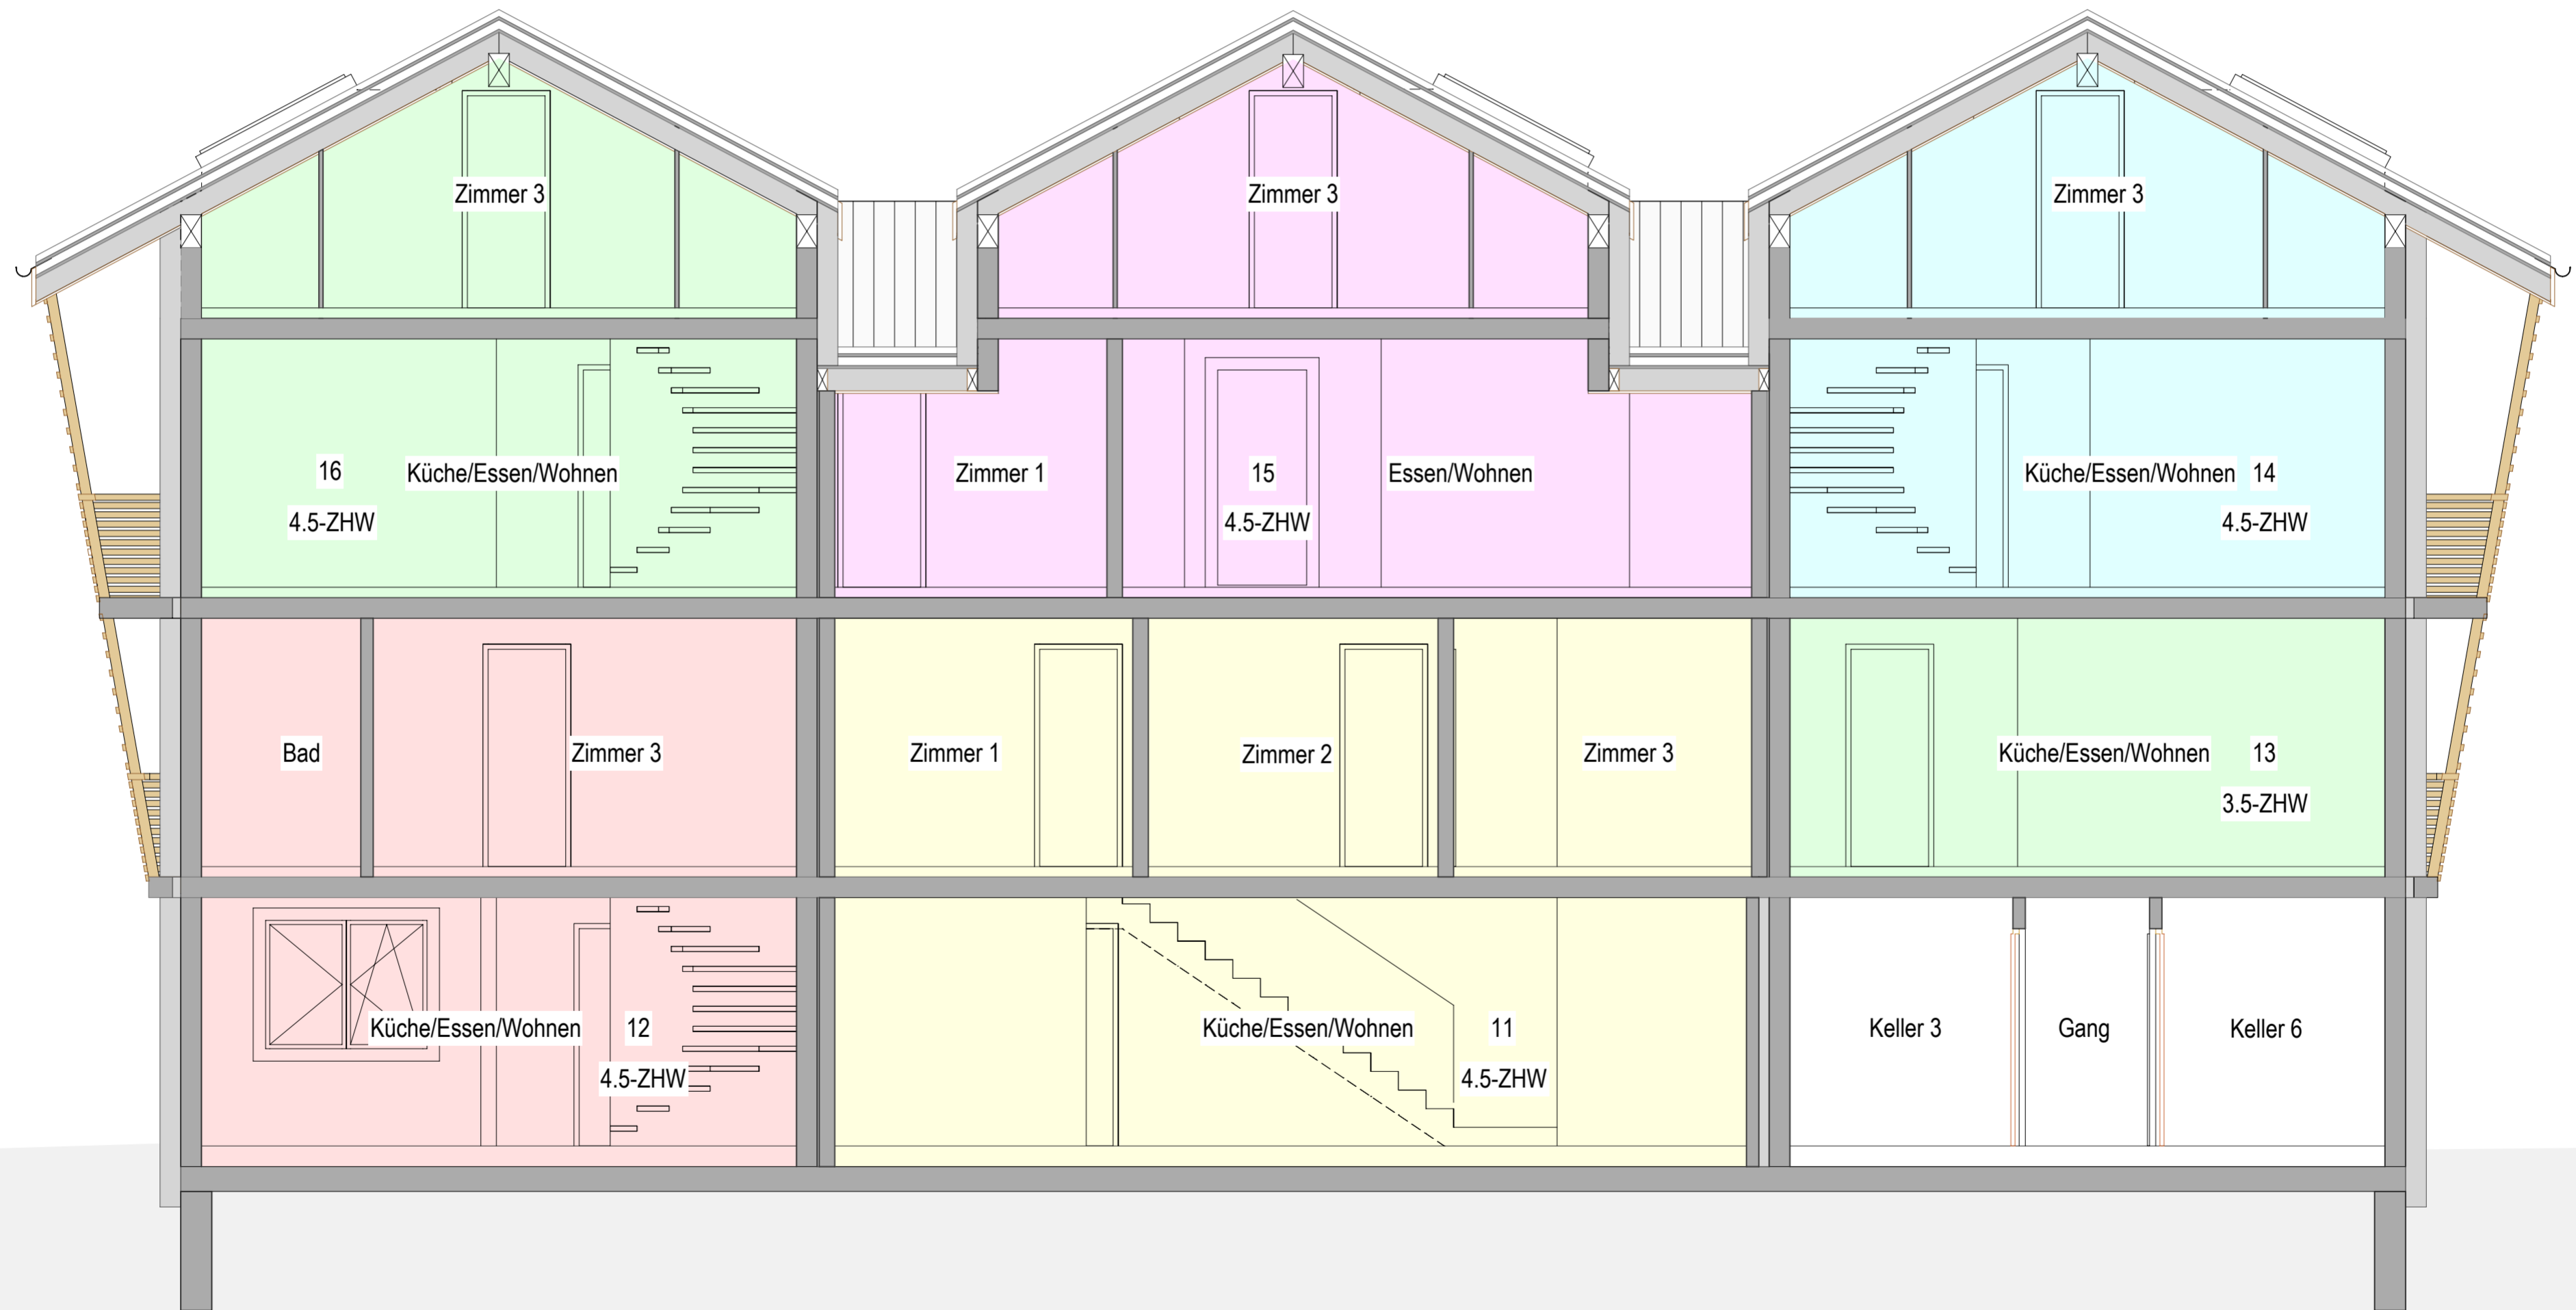 Zimmer 3
Zimmer 3
Zimmer 3
16
Küche/Essen/Wohnen
4.5-ZHW
Zimmer 1
15
4.5-ZHW
Essen/Wohnen
Küche/Essen/Wohnen
14
4.5-ZHW
Bad
Zimmer 3
Zimmer 1
Zimmer 2
Zimmer 3
Küche/Essen/Wohnen
13
3.5-ZHW
Küche/Essen/Wohnen
12
4.5-ZHW
Küche/Essen/Wohnen
11
4.5-ZHW
Keller 3
Gang
Keller 6